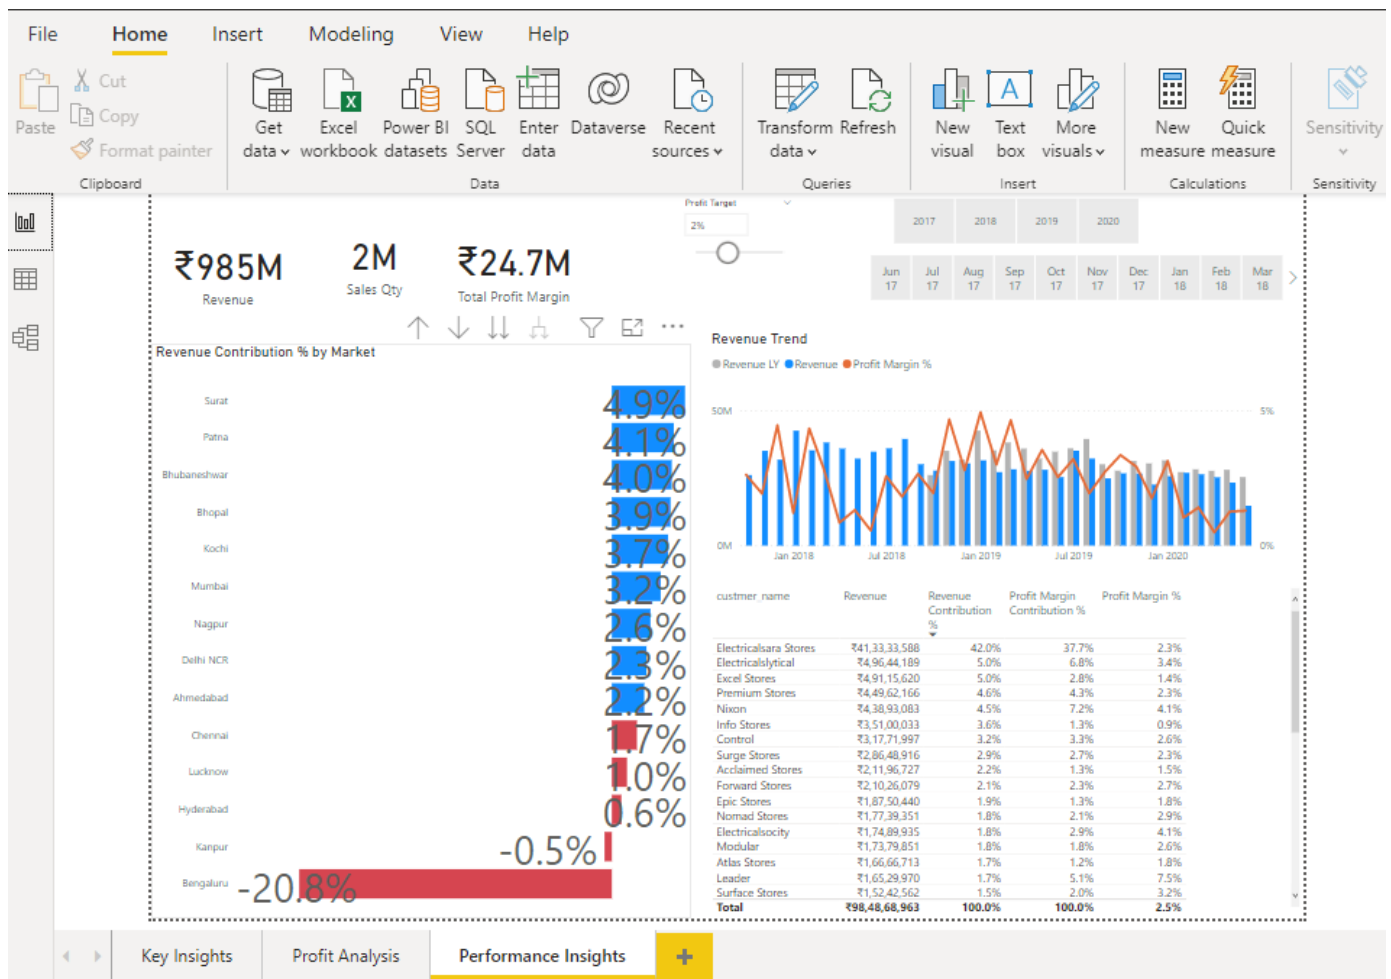 File Home Insert Modeling View Help
Paste
Cut
Copy
Format painter
Clipboard
Get data
Excel workbook
Power BI datasets
SQL Server
Enter data
Dataverse
Recent sources
Data
Transform data
Refresh
Queries
New visual
Text box
More visuals
Insert
New measure
Quick measure
Calculations
Sensitivity
Sensitivity
Profit Target
2%
2017 2018 2019 2020
Jun 17 Jul 17 Aug 17 Sep 17 Oct 17 Nov 17 Dec 17 Jan 18 Feb 18 Mar 18
₹985M
Revenue
2M
Sales Qty
₹24.7M
Total Profit Margin
Revenue Contribution % by Market
Surat 4.9%
Patna 4.1%
Bhubaneshwar 4.0%
Bhopal 3.9%
Kochi 3.7%
Mumbai 3.2%
Nagpur 2.6%
Delhi NCR 2.3%
Ahmedabad 2.2%
Chennai 1.7%
Lucknow 1.0%
Hyderabad 0.6%
Kanpur -0.5%
Bengaluru -20.8%
Revenue Trend
Revenue LY Revenue Profit Margin %
50M 5%
0M 0%
Jan 2018 Jul 2018 Jan 2019 Jul 2019 Jan 2020
custmer_name Revenue Revenue Contribution % Profit Margin Contribution % Profit Margin %
Electricalsara Stores ₹41,33,33,588 42.0% 37.7% 2.3%
Electricalslytical ₹4,96,44,189 5.0% 6.8% 3.4%
Excel Stores ₹4,91,15,620 5.0% 2.8% 1.4%
Premium Stores ₹4,49,62,166 4.6% 4.3% 2.3%
Nixon ₹4,38,93,083 4.5% 7.2% 4.1%
Info Stores ₹3,51,00,033 3.6% 1.3% 0.9%
Control ₹3,17,71,997 3.2% 3.3% 2.6%
Surge Stores ₹2,86,48,916 2.9% 2.7% 2.3%
Acclaimed Stores ₹2,11,96,727 2.2% 1.3% 1.5%
Forward Stores ₹2,10,26,079 2.1% 2.3% 2.7%
Epic Stores ₹1,87,50,440 1.9% 1.3% 1.8%
Nomad Stores ₹1,77,39,351 1.8% 2.1% 2.9%
Electricalsocity ₹1,74,89,935 1.8% 2.9% 4.1%
Modular ₹1,73,79,851 1.8% 1.8% 2.6%
Atlas Stores ₹1,66,66,713 1.7% 1.2% 1.8%
Leader ₹1,65,29,970 1.7% 5.1% 7.5%
Surface Stores ₹1,52,42,562 1.5% 2.0% 3.2%
Total ₹98,48,68,963 100.0% 100.0% 2.5%
Key Insights Profit Analysis Performance Insights